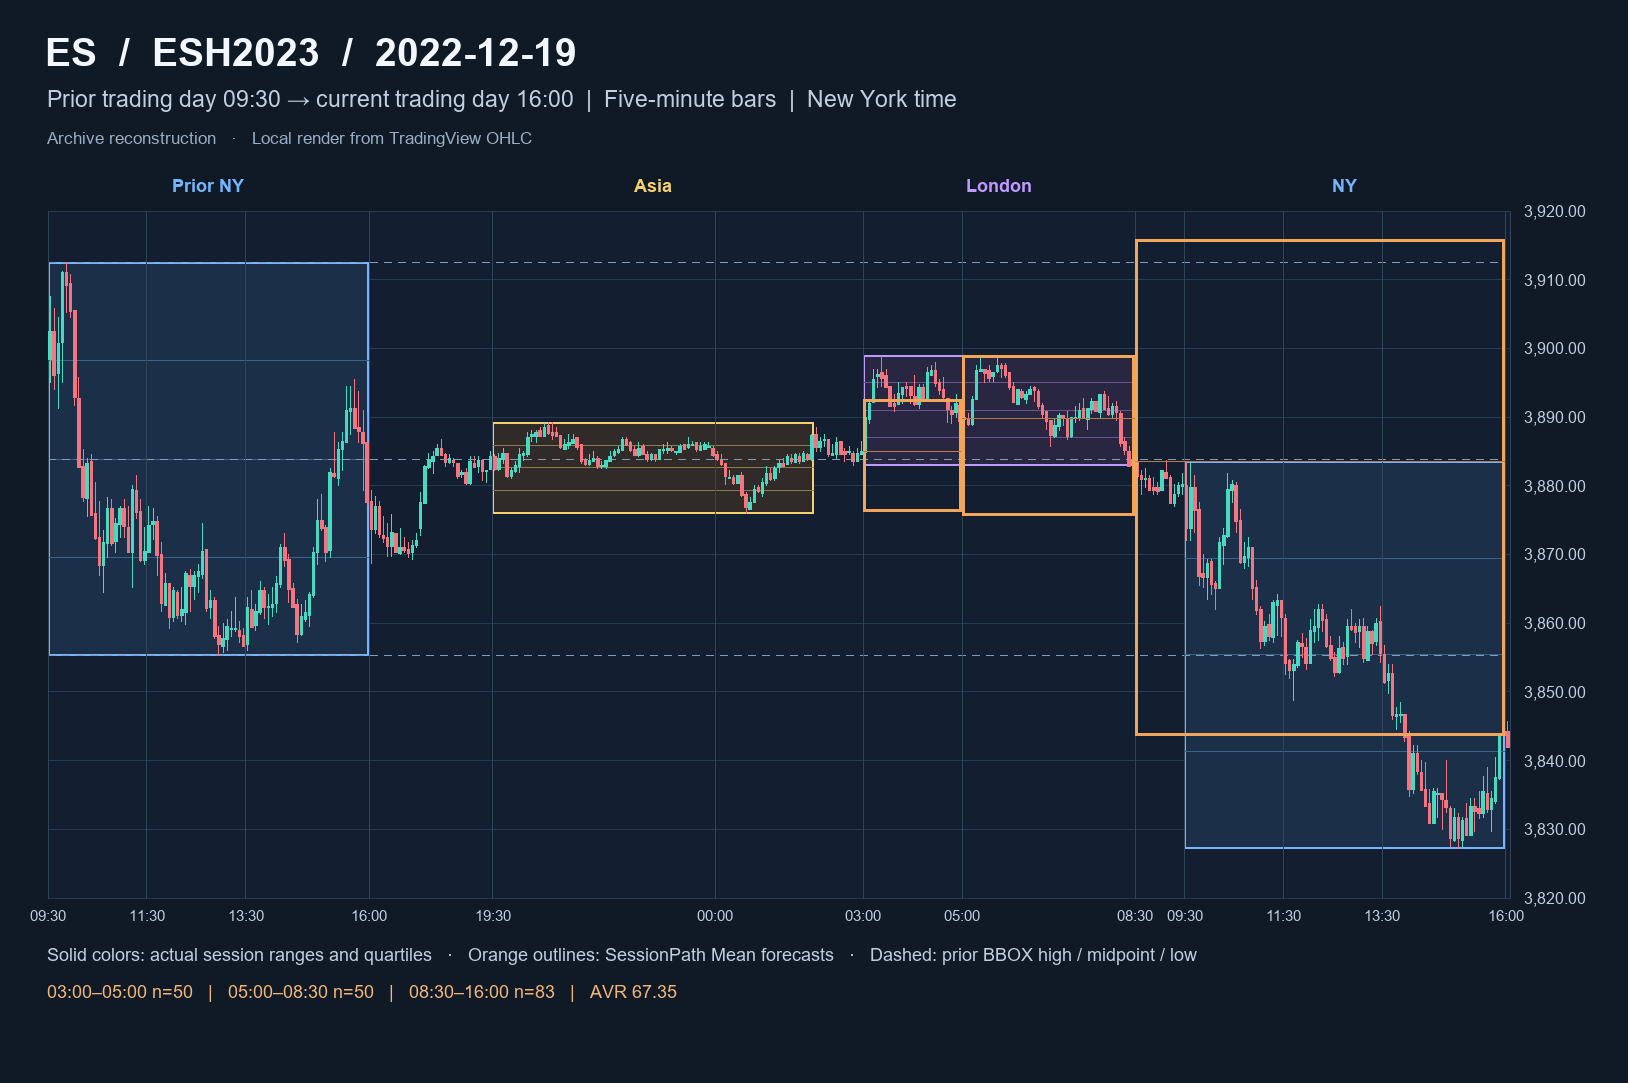 ES / ESH2023 / 2022-12-19
Prior trading day 09:30 → current trading day 16:00 | Five-minute bars | New York time
Archive reconstruction · Local render from TradingView OHLC
Prior NY Asia London NY
3,920.00
3,910.00
3,900.00
3,890.00
3,880.00
3,870.00
3,860.00
3,850.00
3,840.00
3,830.00
3,820.00
09:30 11:30 13:30 16:00 19:30 00:00 03:00 05:00 08:30 09:30 11:30 13:30 16:00
Solid colors: actual session ranges and quartiles · Orange outlines: SessionPath Mean forecasts · Dashed: prior BBOX high / midpoint / low
03:00–05:00 n=50 | 05:00–08:30 n=50 | 08:30–16:00 n=83 | AVR 67.35